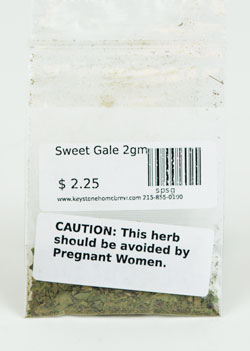 Sweet Gale 2gm
$ 2.25
spsg
www.keystonehomebrew.com 215-855-0100
CAUTION: This herb
should be avoided by
Pregnant Women.